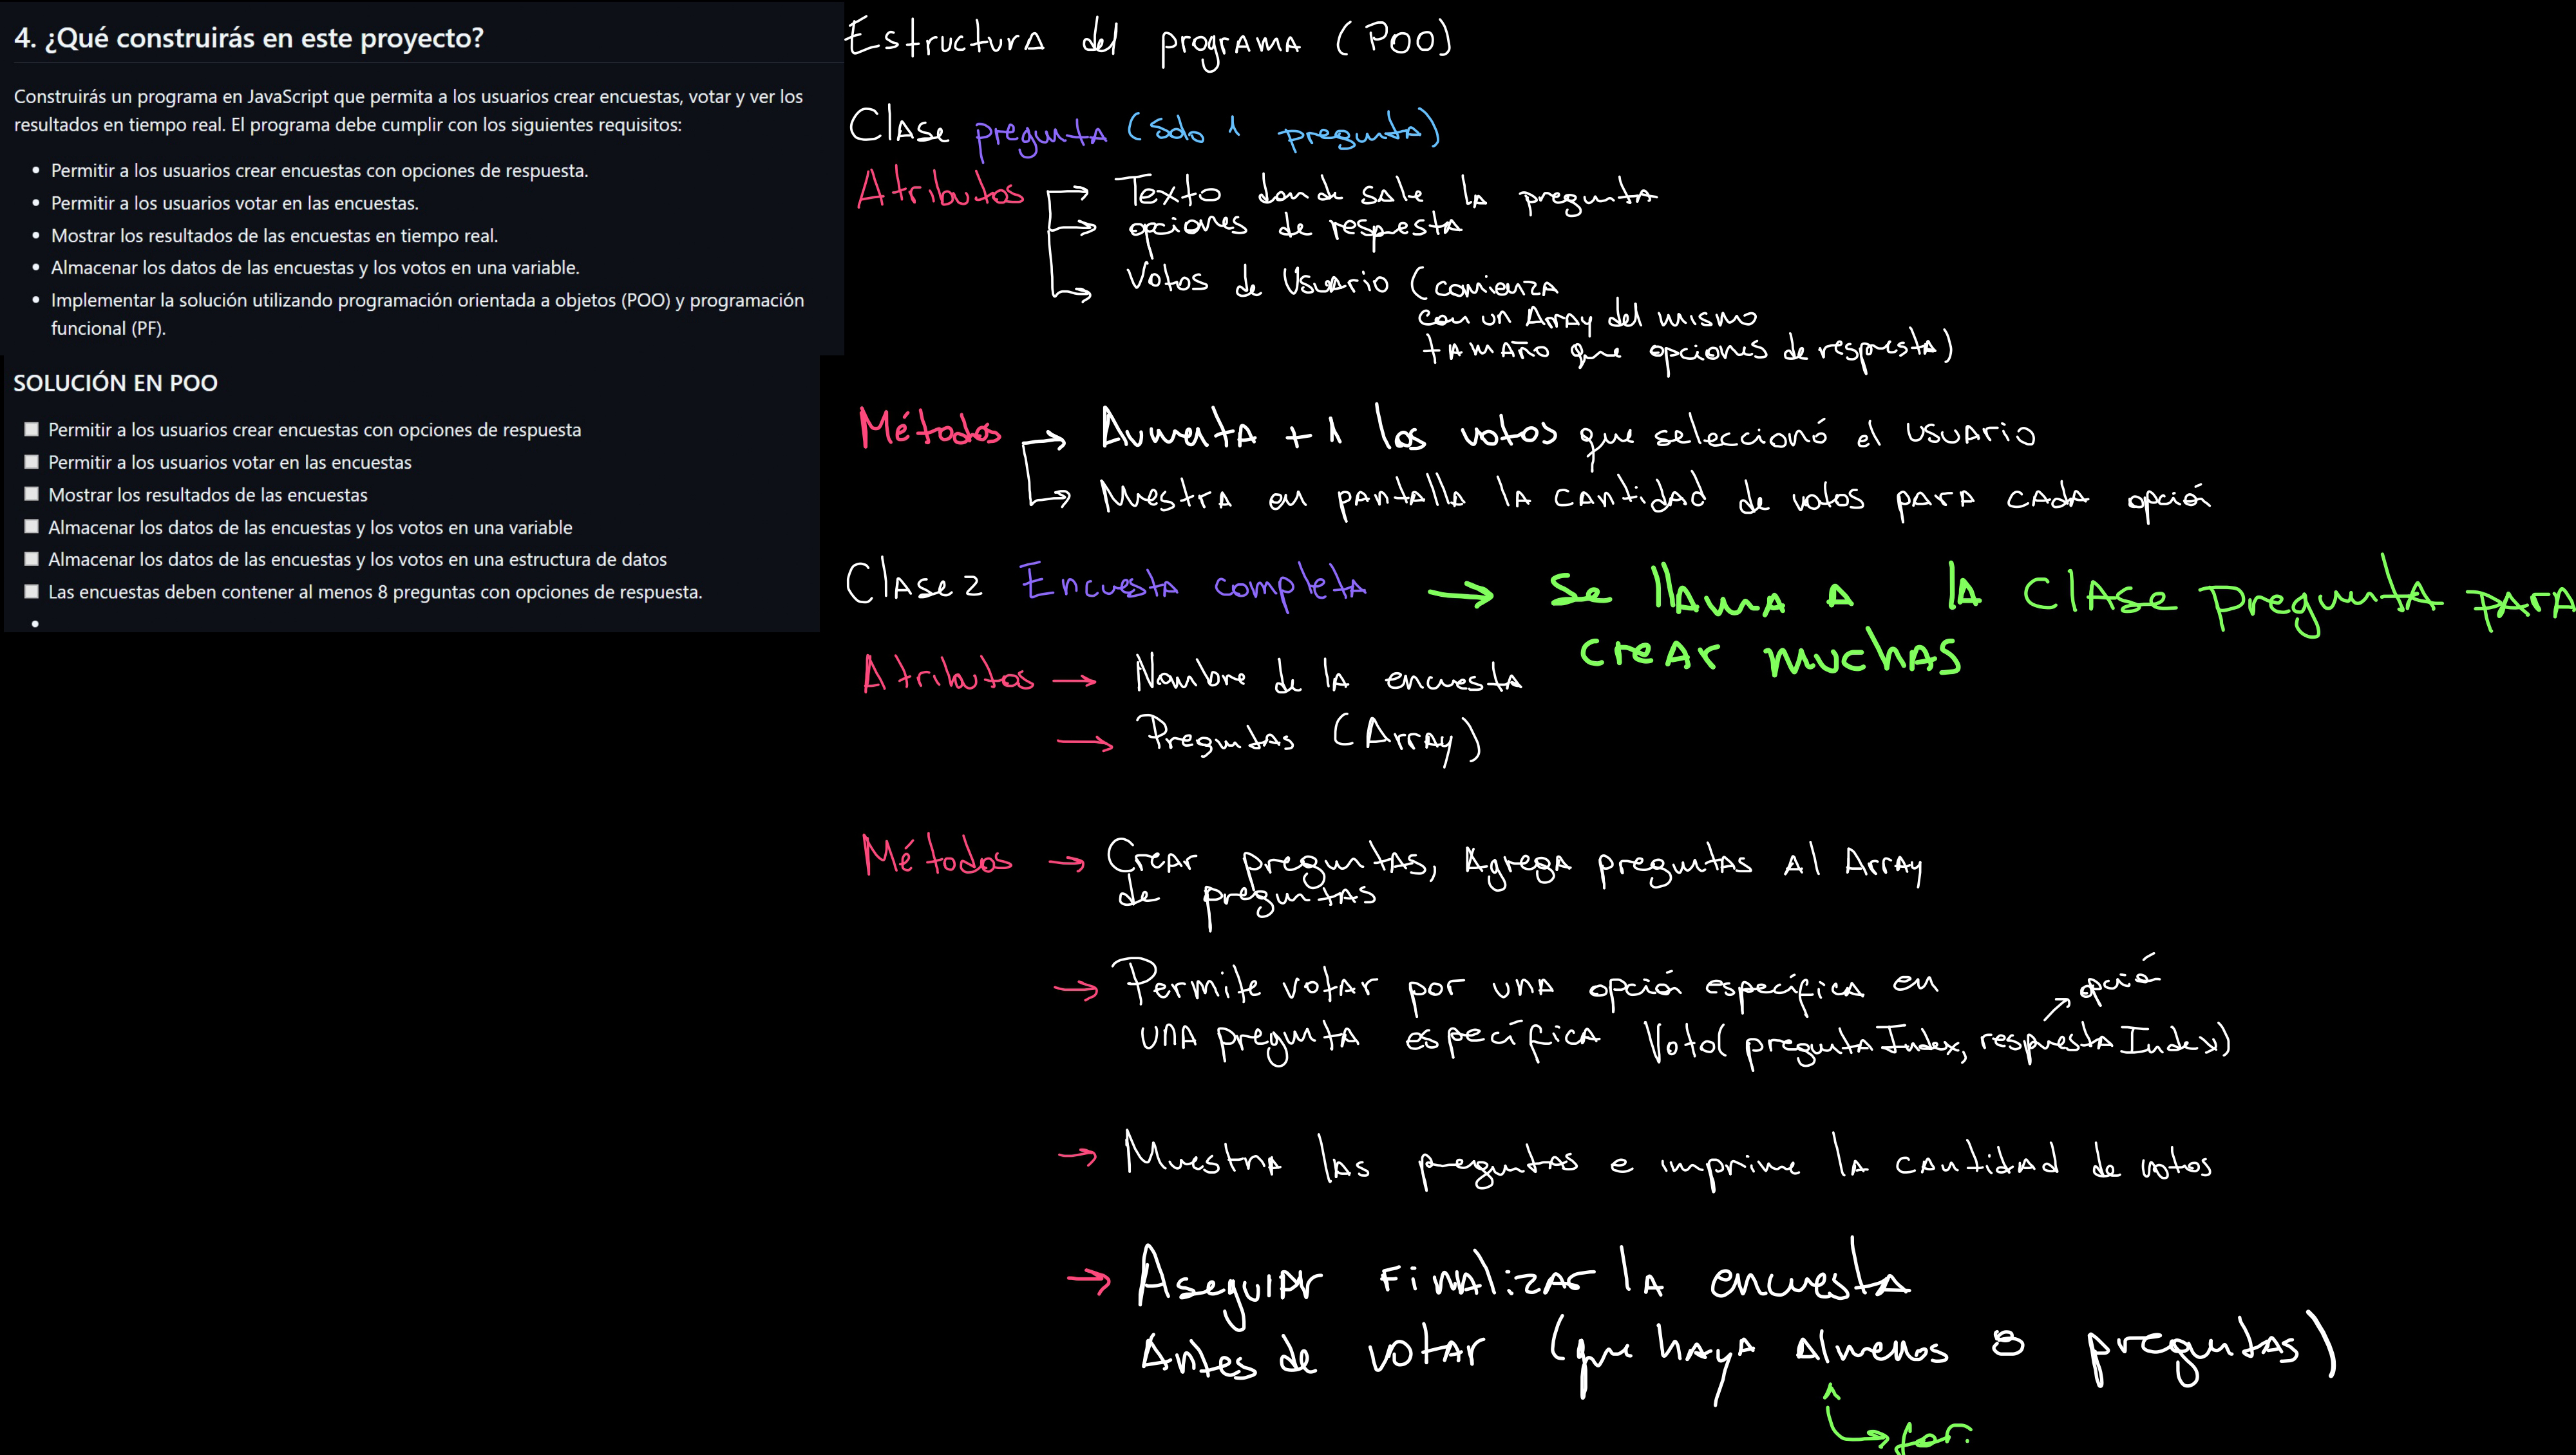 4. ¿Qué construirás en este proyecto?
Construirás un programa en JavaScript que permita a los usuarios crear encuestas, votar y ver los
resultados en tiempo real. El programa debe cumplir con los siguientes requisitos:
• Permitir a los usuarios crear encuestas con opciones de respuesta.
• Permitir a los usuarios votar en las encuestas.
• Mostrar los resultados de las encuestas en tiempo real.
• Almacenar los datos de las encuestas y los votos en una variable.
• Implementar la solución utilizando programación orientada a objetos (POO) y programación
funcional (PF).
SOLUCIÓN EN POO
Permitir a los usuarios crear encuestas con opciones de respuesta
Permitir a los usuarios votar en las encuestas
Mostrar los resultados de las encuestas
Almacenar los datos de las encuestas y los votos en una variable
Almacenar los datos de las encuestas y los votos en una estructura de datos
Las encuestas deben contener al menos 8 preguntas con opciones de respuesta.
•
Estructura del programa (POO)
Clase pregunta (solo 1 pregunta)
Atributos → Texto donde sale la pregunta
→ opciones de respuesta
→ Votos de Usuario (comienza
con un Array del mismo
tamaño que opciones de respuesta)
Métodos → Aumenta +1 los votos que seleccionó el usuario
→ Muestra en pantalla la cantidad de votos para cada opción
Clase 2 Encuesta completa → Se llama a la Clase Pregunta para
crear muchas
Atributos → Nombre de la encuesta
→ Preguntas (Array)
Métodos → Crear preguntas, Agrega preguntas al Array
de preguntas
→ Permite votar por una opción específica en
una pregunta específica Voto(preguntaIndex, respuestaIndex)
↗ opción
→ Muestra las preguntas e imprime la cantidad de votos
→ Asegurar Finalizar la encuesta
Antes de votar (que haya almenos 8 preguntas)
→ for.